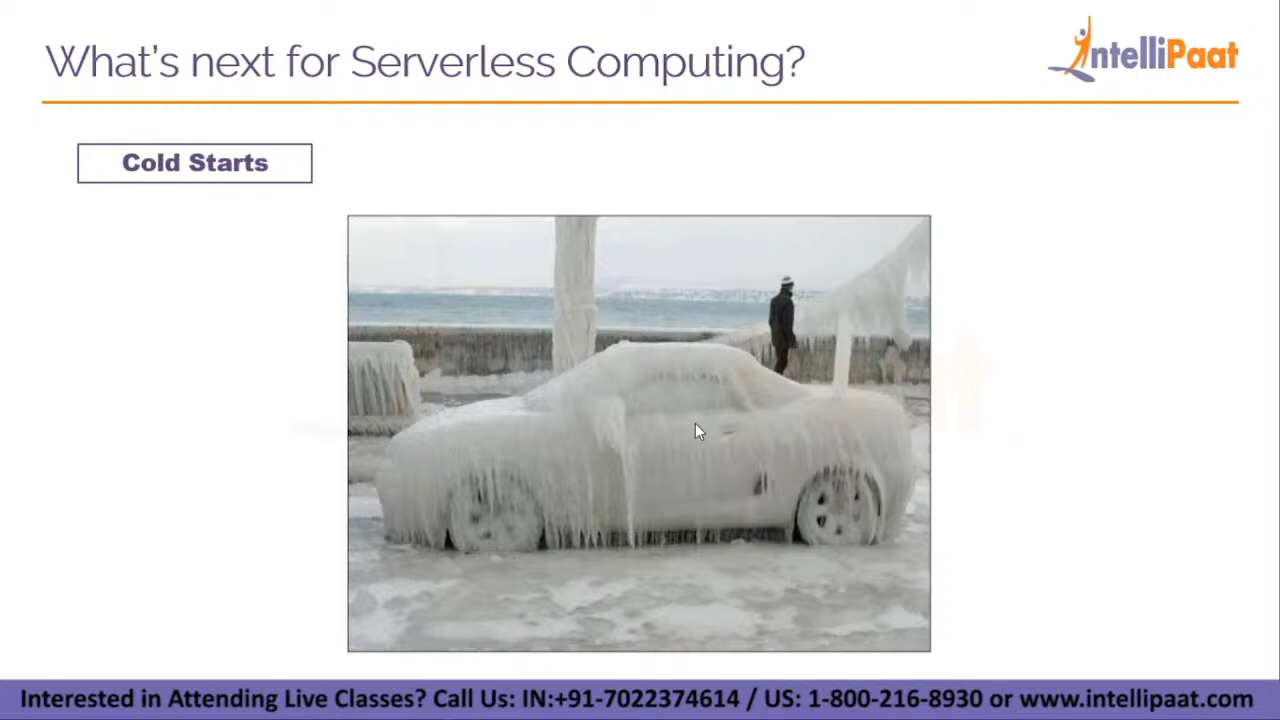 What's next for Serverless Computing?
IntelliPaat
Cold Starts
Interested in Attending Live Classes? Call Us: IN:+91-7022374614 / US: 1-800-216-8930 or www.intellipaat.com